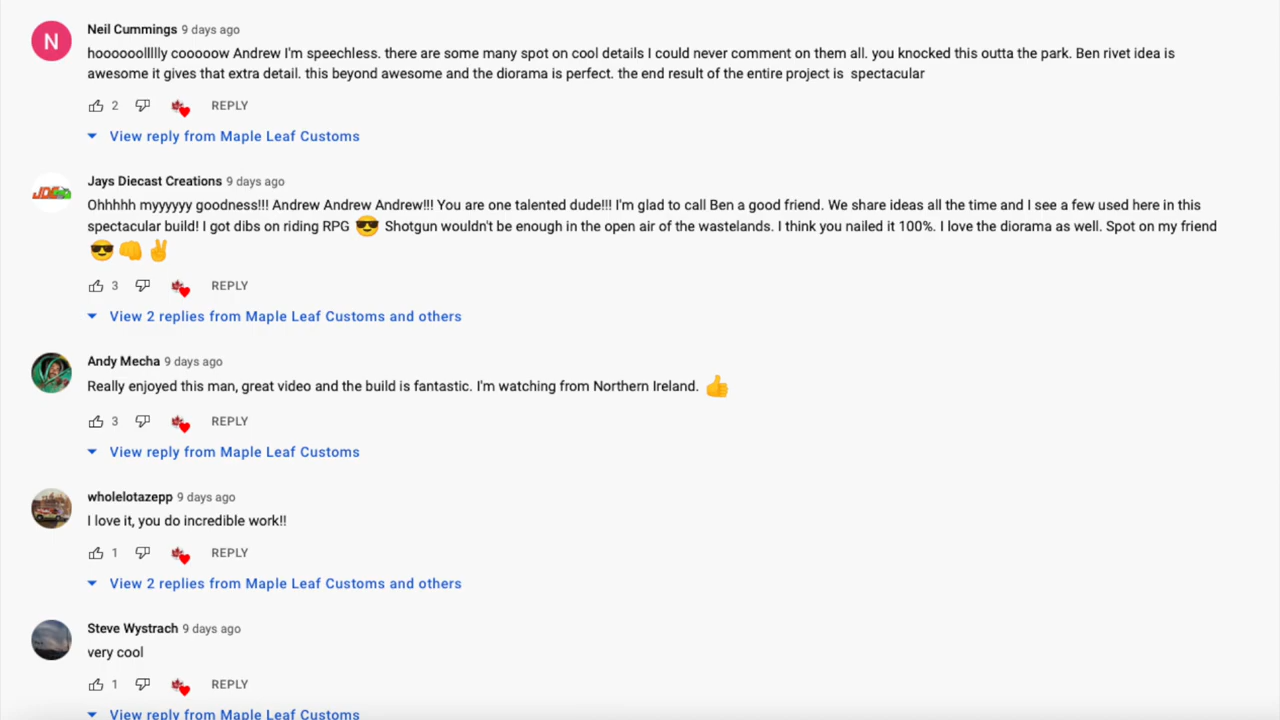 N
Neil Cummings 9 days ago
hoooooollllly cooooow Andrew I'm speechless. there are some many spot on cool details I could never comment on them all. you knocked this outta the park. Ben rivet idea is
awesome it gives that extra detail. this beyond awesome and the diorama is perfect. the end result of the entire project is spectacular
2 REPLY
View reply from Maple Leaf Customs
JDC
Jays Diecast Creations 9 days ago
Ohhhhh myyyyyy goodness!!! Andrew Andrew Andrew!!! You are one talented dude!!! I'm glad to call Ben a good friend. We share ideas all the time and I see a few used here in this
spectacular build! I got dibs on riding RPG 😎 Shotgun wouldn't be enough in the open air of the wastelands. I think you nailed it 100%. I love the diorama as well. Spot on my friend
😎👊✌
3 REPLY
View 2 replies from Maple Leaf Customs and others
Andy Mecha 9 days ago
Really enjoyed this man, great video and the build is fantastic. I'm watching from Northern Ireland. 👍
3 REPLY
View reply from Maple Leaf Customs
wholelotazepp 9 days ago
I love it, you do incredible work!!
1 REPLY
View 2 replies from Maple Leaf Customs and others
Steve Wystrach 9 days ago
very cool
1 REPLY
View reply from Maple Leaf Customs